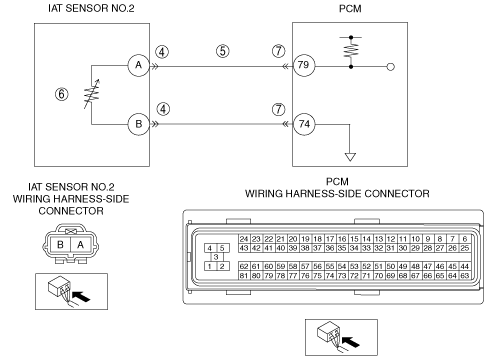 IAT SENSOR NO.2
PCM
④ ⑤ ⑦
A 79
⑥
④ ⑦
B 74
IAT SENSOR NO.2
WIRING HARNESS-SIDE
CONNECTOR
B A
PCM
WIRING HARNESS-SIDE CONNECTOR
24 23 22 21 20 19 18 17 16 15 14 13 12 11 10 9 8 7 6
4 5 43 42 41 40 39 38 37 36 35 34 33 32 31 30 29 28 27 26 25
3
1 2 62 61 60 59 58 57 56 55 54 53 52 51 50 49 48 47 46 45 44
81 80 79 78 77 76 75 74 73 72 71 70 69 68 67 66 65 64 63